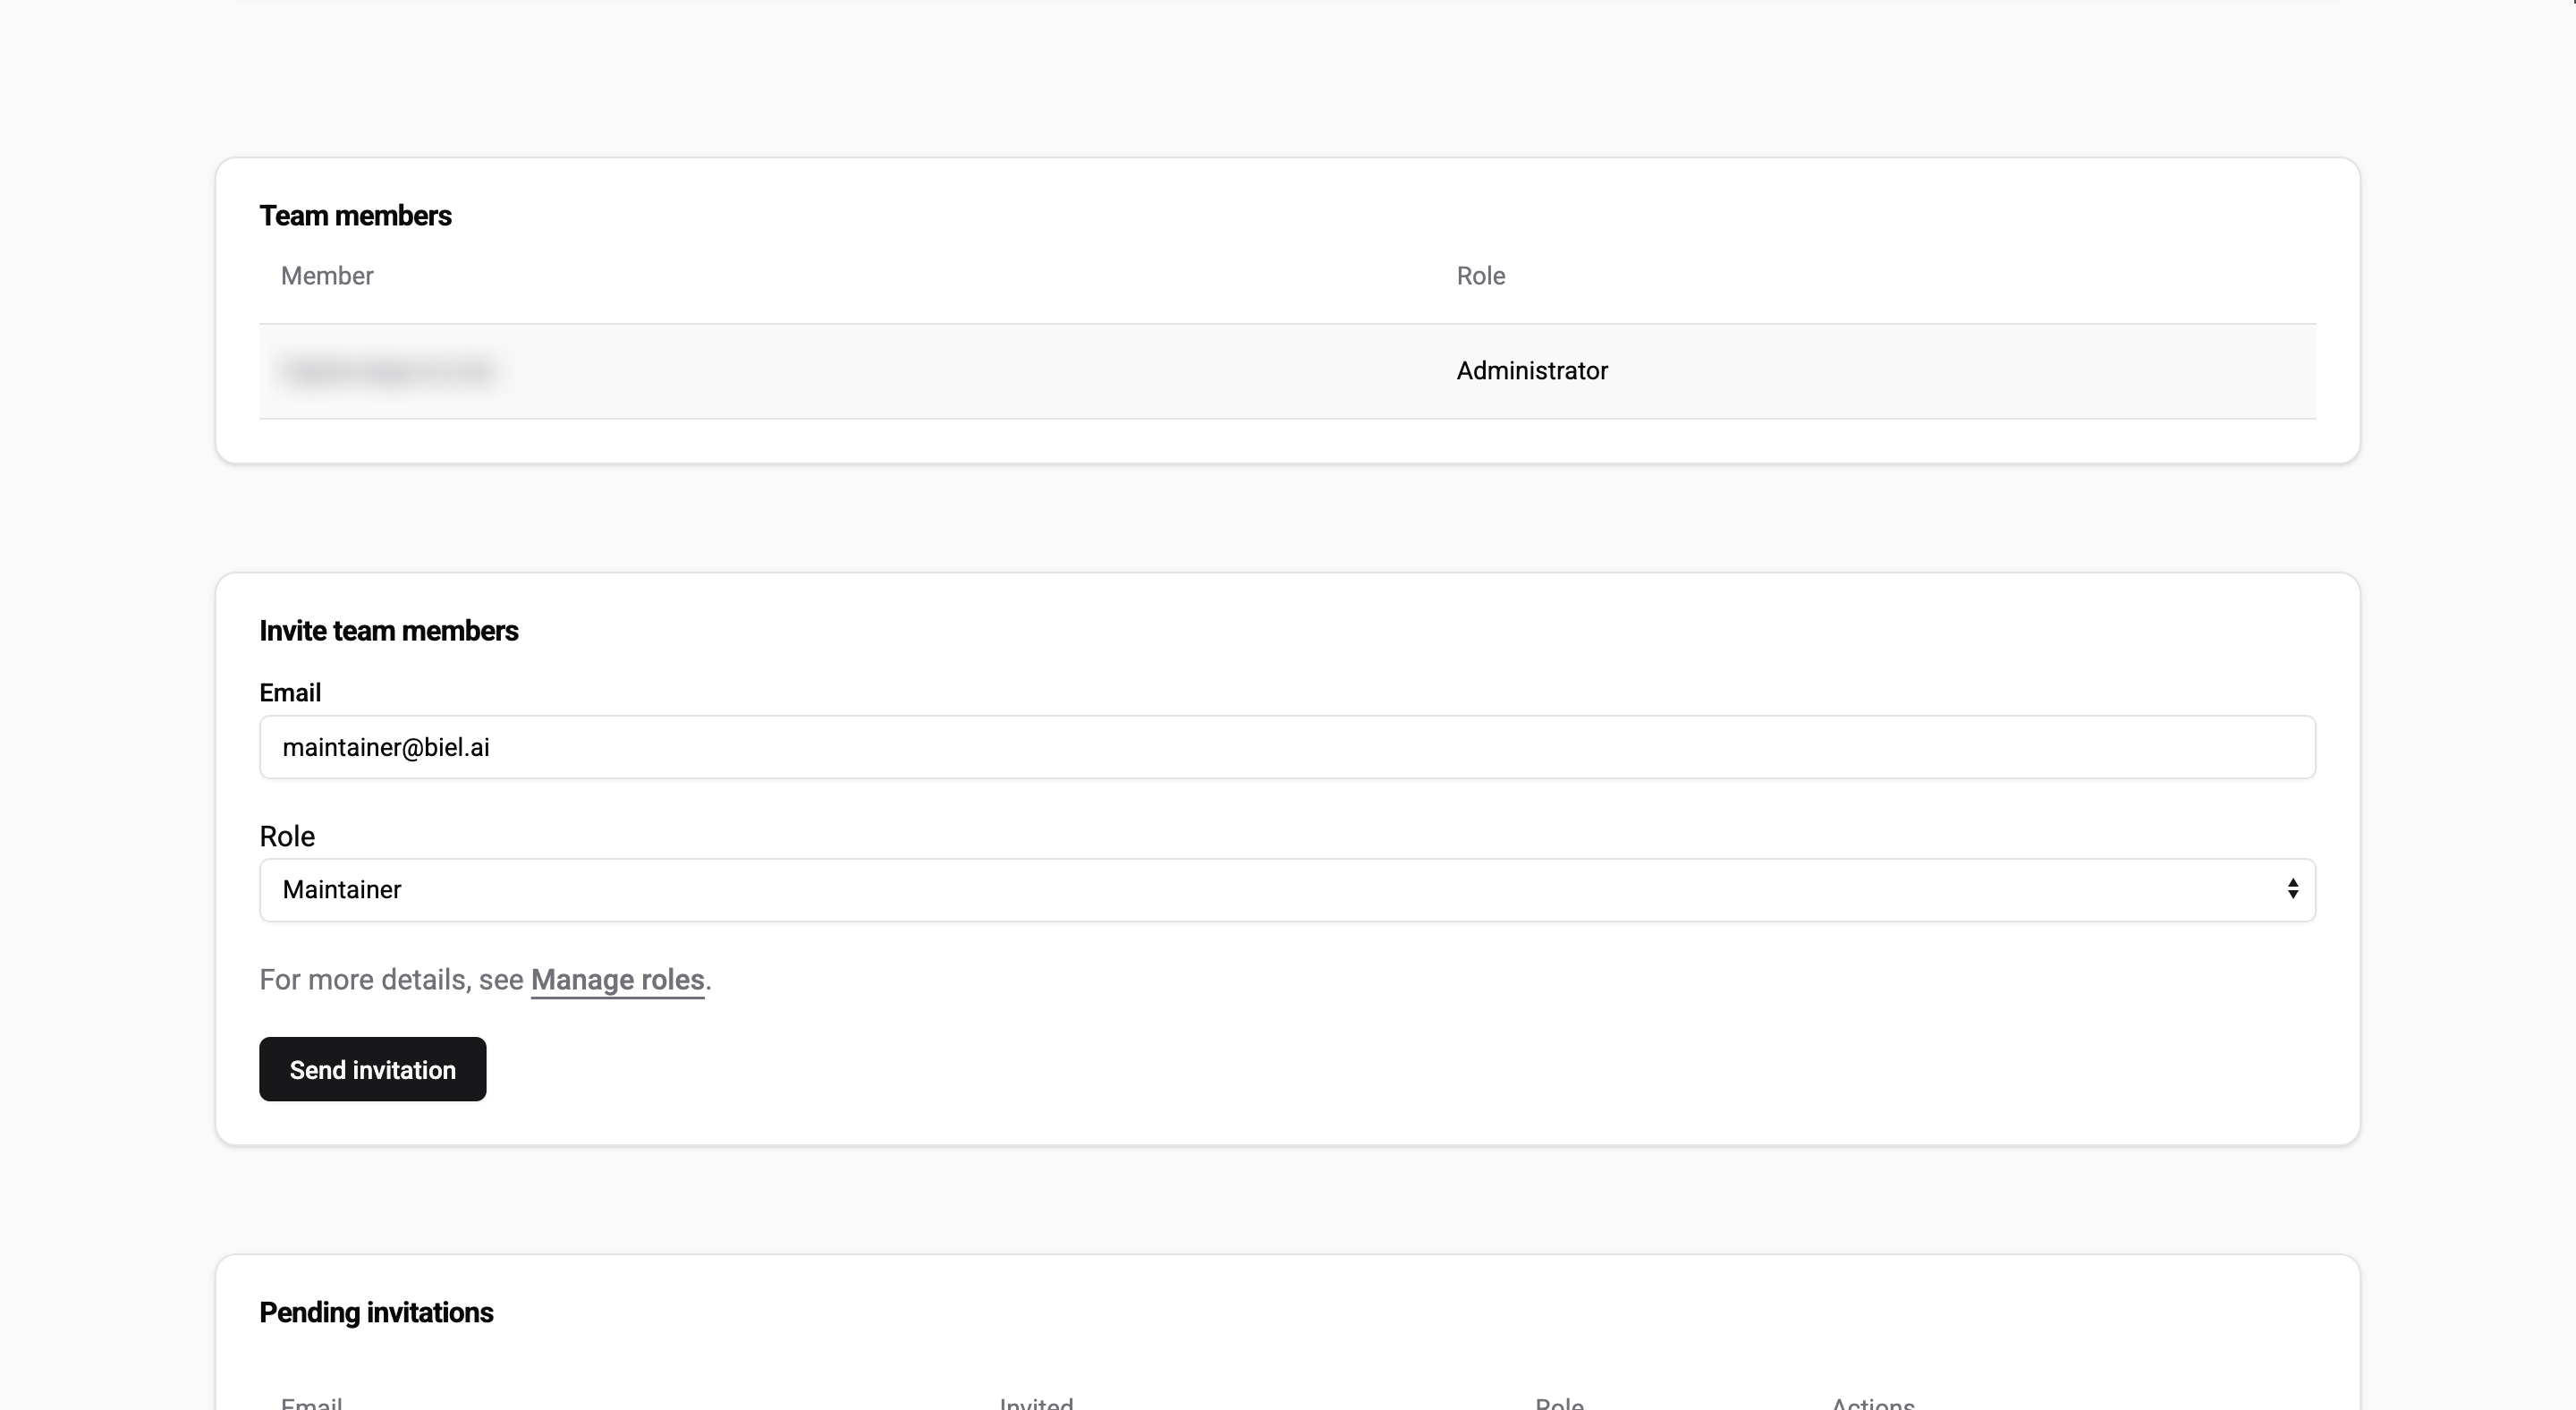 Team members
Member Role
Administrator
Invite team members
Email
maintainer@biel.ai
Role
Maintainer
For more details, see Manage roles.
Send invitation
Pending invitations
Email Invited Role Actions